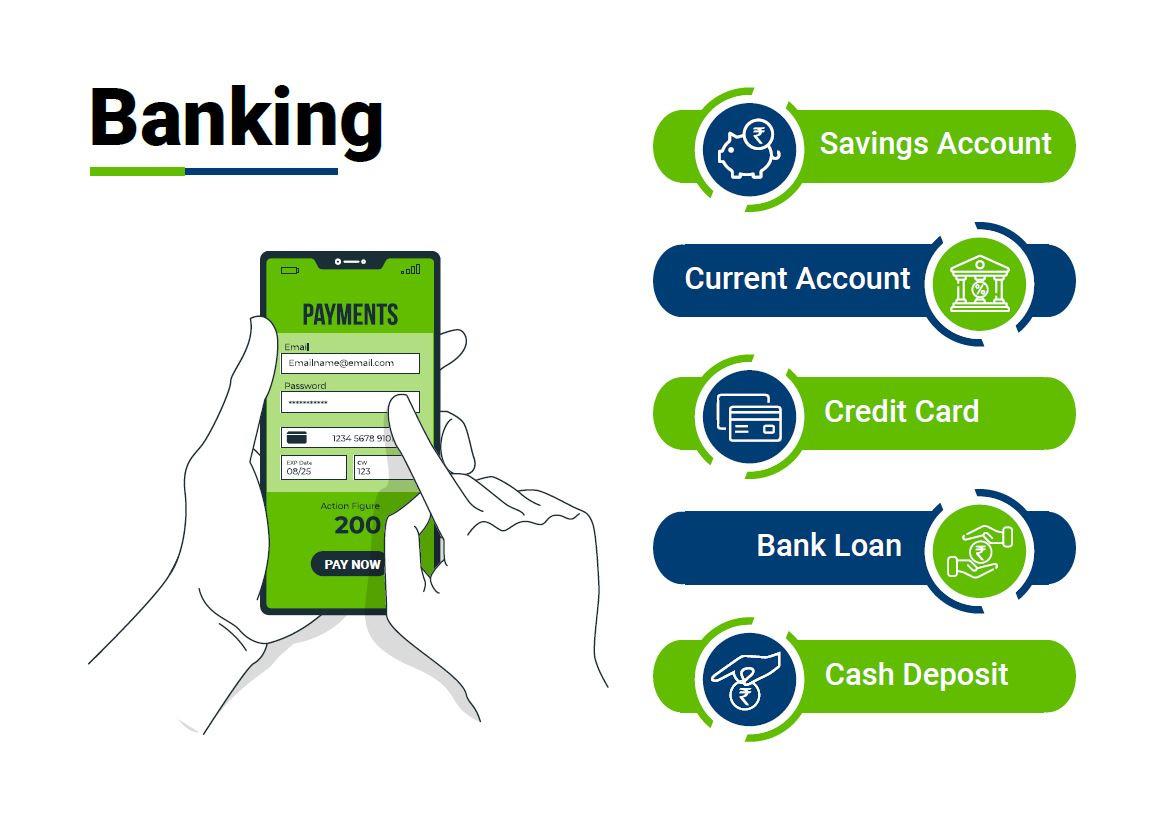 Banking
PAYMENTS
Email
Emailname@email.com
Password
***********
1234 5678 910
EXP Date
CVV
08/25
123
Action Figure
200
PAY NOW
Savings Account
₹
Current Account
%
Credit Card
Bank Loan
₹
Cash Deposit
₹